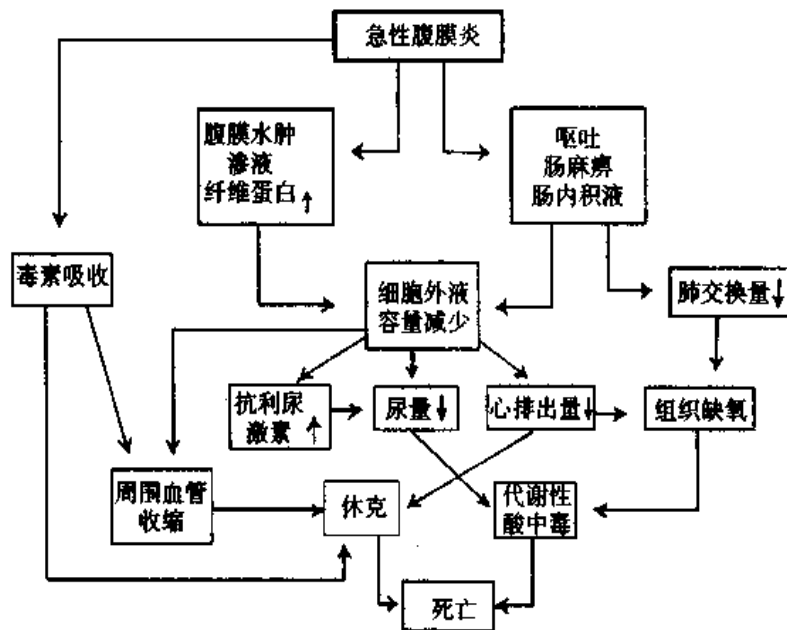 急性腹膜炎
腹膜水肿
渗液
纤维蛋白↑
呕吐
肠麻痹
肠内积液
毒素吸收
细胞外液
容量减少
肺交换量↓
抗利尿
激素↑
尿量↓
心排出量↓
组织缺氧
周围血管
收缩
休克
代谢性
酸中毒
死亡